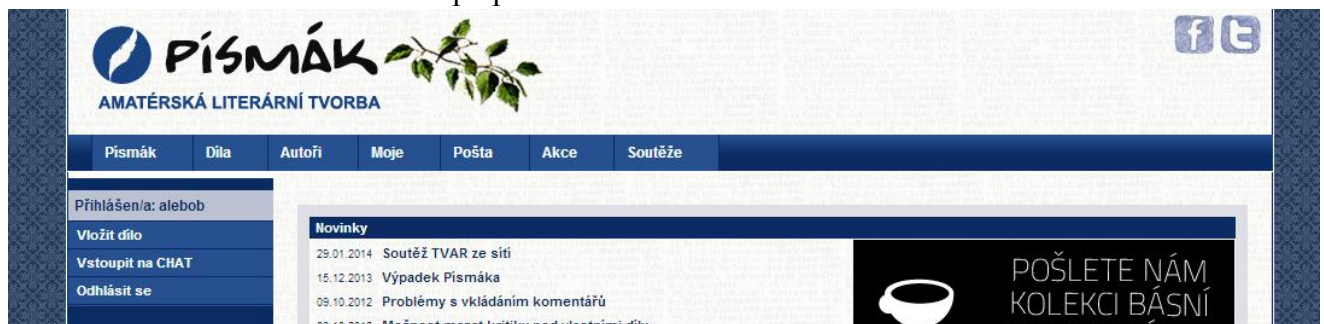 PÍSMÁK
AMATÉRSKÁ LITERÁRNÍ TVORBA
f t
Písmák Díla Autoři Moje Pošta Akce Soutěže
Přihlášen/a: alebob
Vložit dílo
Vstoupit na CHAT
Odhlásit se
Novinky
29.01.2014 Soutěž TVAR ze sítí
15.12.2013 Výpadek Písmáka
09.10.2012 Problémy s vkládáním komentářů
POŠLETE NÁM
KOLEKCI BÁSNÍ